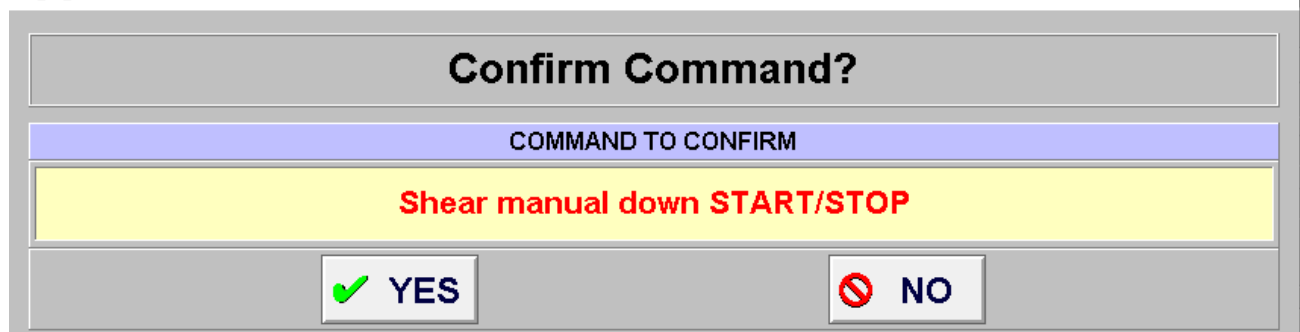 Confirm Command?
COMMAND TO CONFIRM
Shear manual down START/STOP
YES
NO